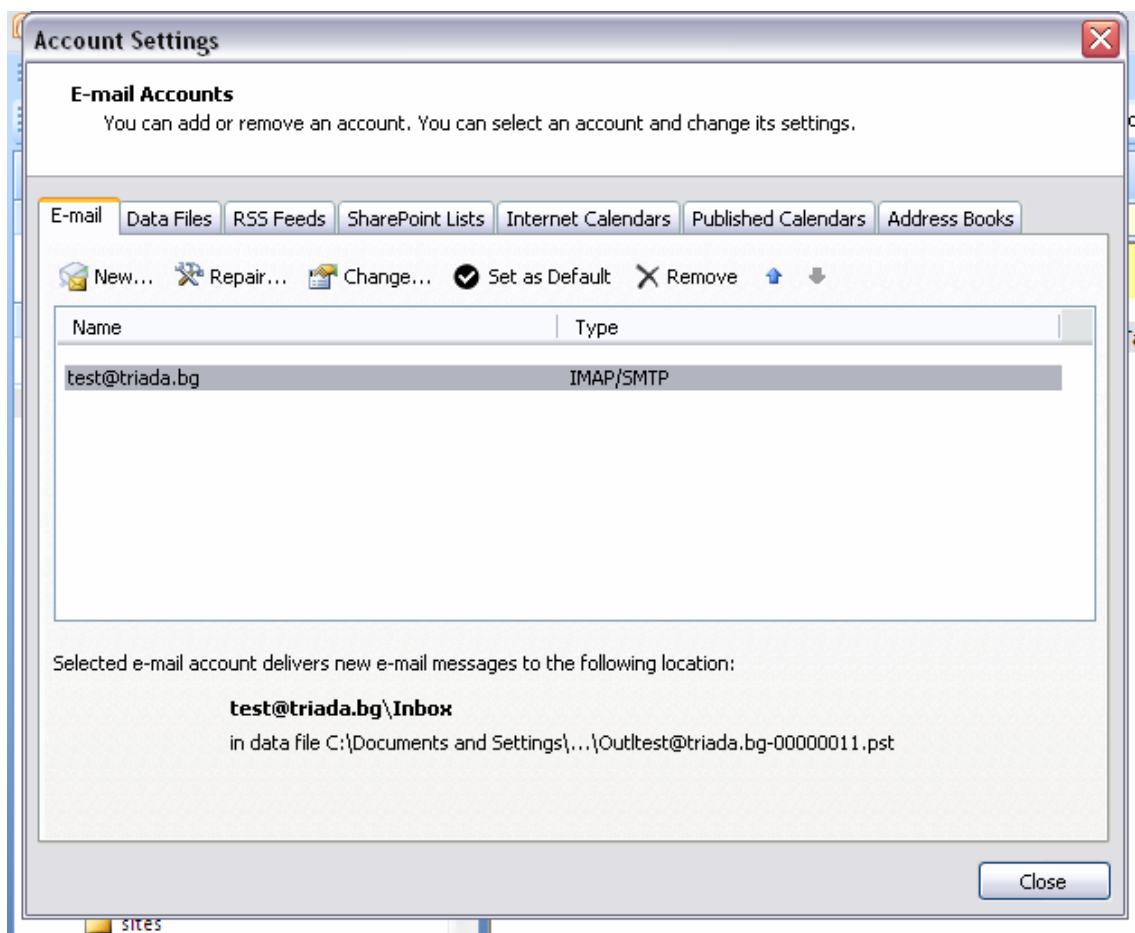 Account Settings
E-mail Accounts
You can add or remove an account. You can select an account and change its settings.
E-mail Data Files RSS Feeds SharePoint Lists Internet Calendars Published Calendars Address Books
New... Repair... Change... Set as Default Remove
Name Type
test@triada.bg IMAP/SMTP
Selected e-mail account delivers new e-mail messages to the following location:
test@triada.bg\Inbox
in data file C:\Documents and Settings\...\Outltest@triada.bg-00000011.pst
Close
sites